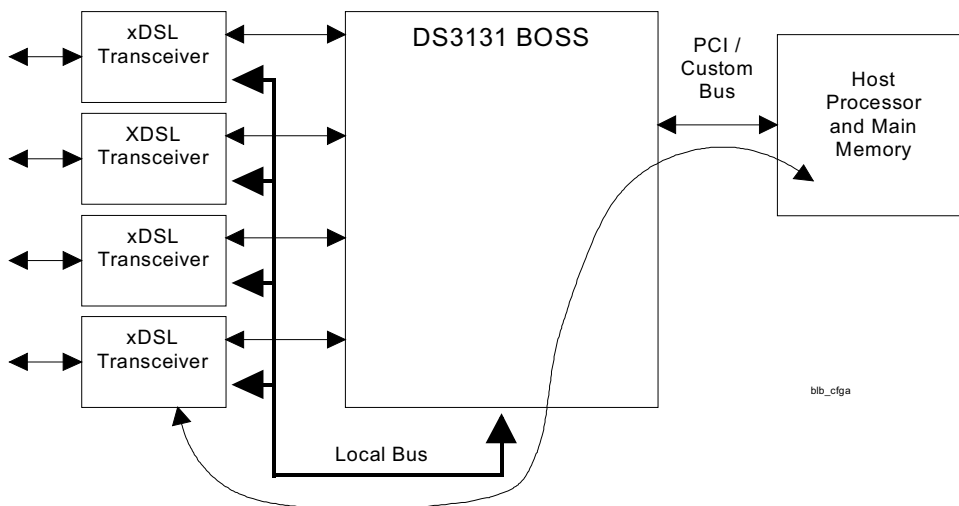 xDSL
Transceiver
XDSL
Transceiver
xDSL
Transceiver
xDSL
Transceiver
DS3131 BOSS
PCI /
Custom
Bus
Host
Processor
and Main
Memory
Local Bus
blb_cfga